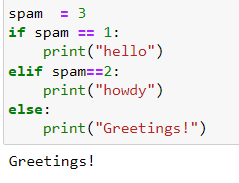 spam  = 3
if spam == 1:
    print("hello")
elif spam==2:
    print("howdy")
else:
    print("Greetings!")
Greetings!